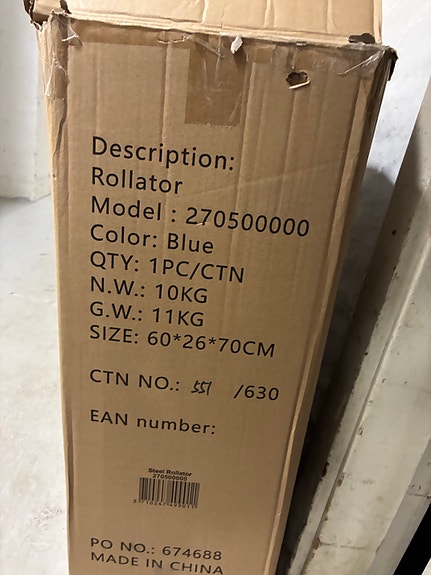 Description:
Rollator
Model : 270500000
Color: Blue
QTY: 1PC/CTN
N.W.: 10KG
G.W.: 11KG
SIZE: 60*26*70CM
CTN NO.: 551 /630
EAN number:
Steel Rollator
270500000
PO NO.: 674688
MADE IN CHINA